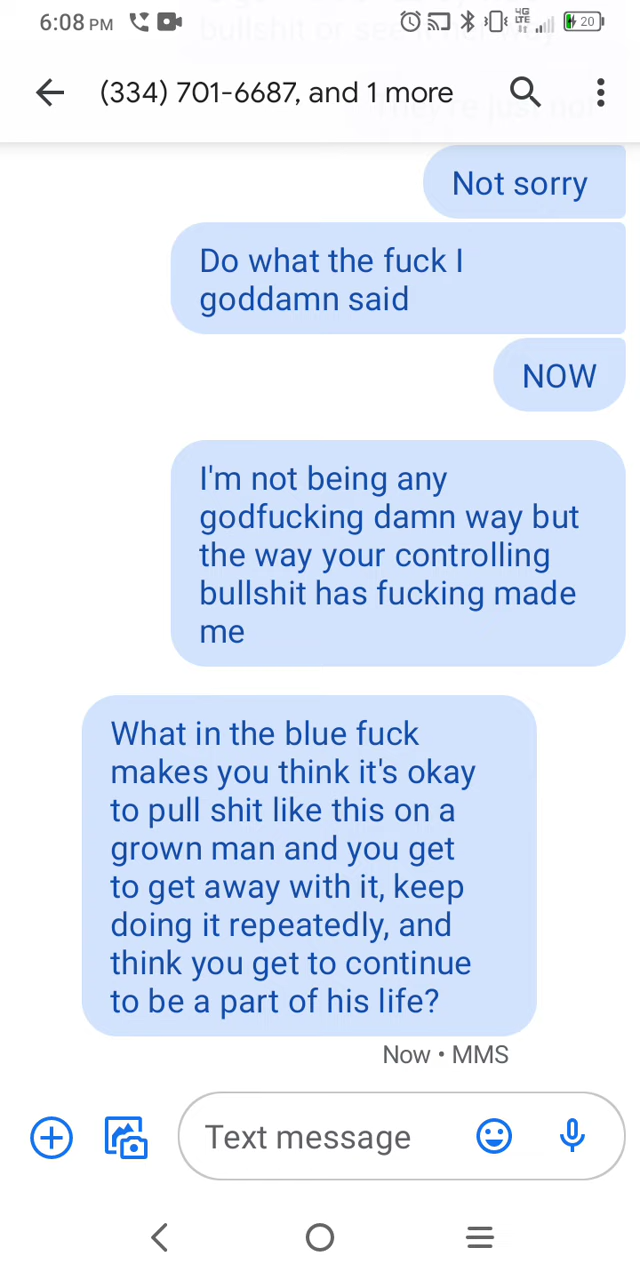 6:08 PM 4G LTE 20
(334) 701-6687, and 1 more
Not sorry
Do what the fuck I
goddamn said
NOW
I'm not being any
godfucking damn way but
the way your controlling
bullshit has fucking made
me
What in the blue fuck
makes you think it's okay
to pull shit like this on a
grown man and you get
to get away with it, keep
doing it repeatedly, and
think you get to continue
to be a part of his life?
Now • MMS
Text message